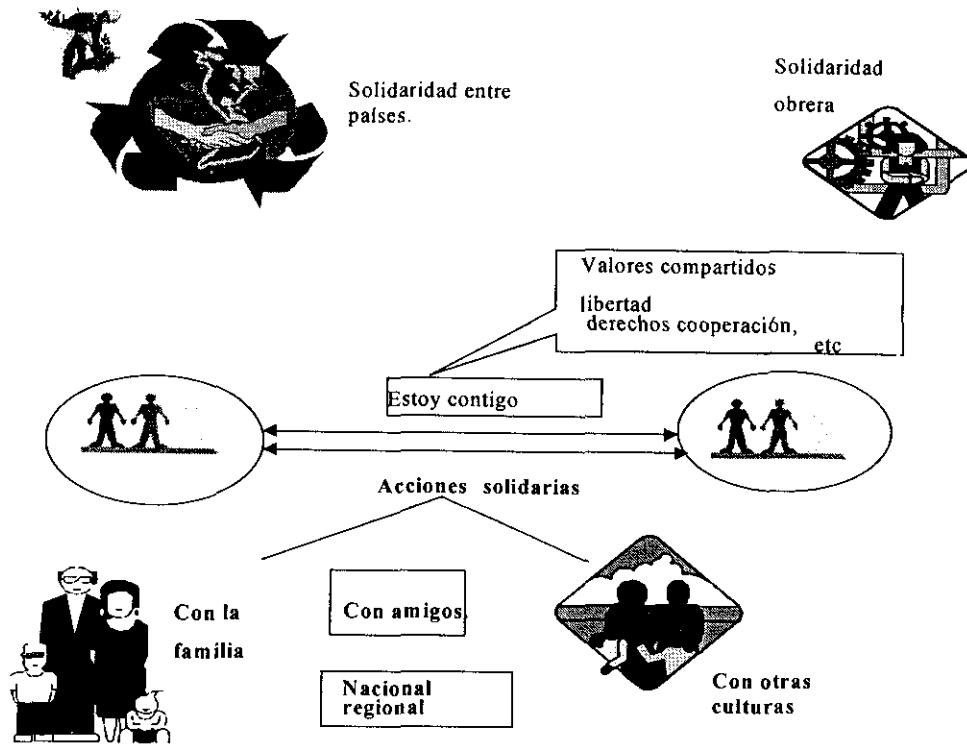 Solidaridad entre
países.
Solidaridad
obrera
Valores compartidos
libertad
derechos cooperación,
etc
Estoy contigo
Acciones solidarias
Con la
família
Con amigos
Nacional
regional
Con otras
culturas